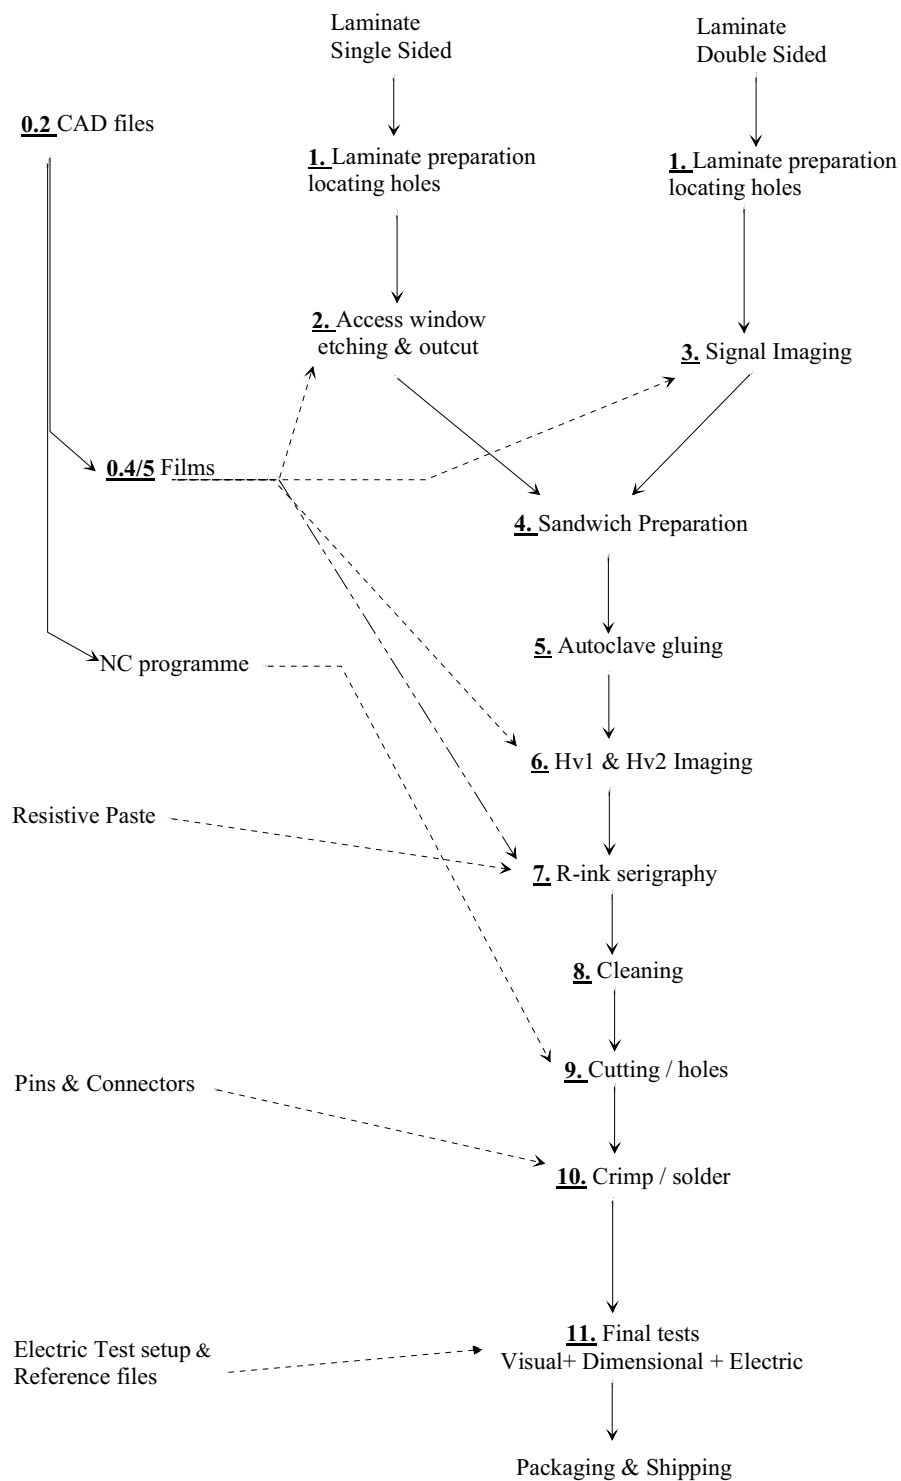 Laminate
Single Sided
Laminate
Double Sided
0.2 CAD files
1. Laminate preparation
locating holes
1. Laminate preparation
locating holes
2. Access window
etching & outcut
3. Signal Imaging
0.4/5 Films
4. Sandwich Preparation
5. Autoclave gluing
NC programme
6. Hv1 & Hv2 Imaging
Resistive Paste
7. R-ink serigraphy
8. Cleaning
9. Cutting / holes
Pins & Connectors
10. Crimp / solder
11. Final tests
Visual+ Dimensional + Electric
Electric Test setup &
Reference files
Packaging & Shipping